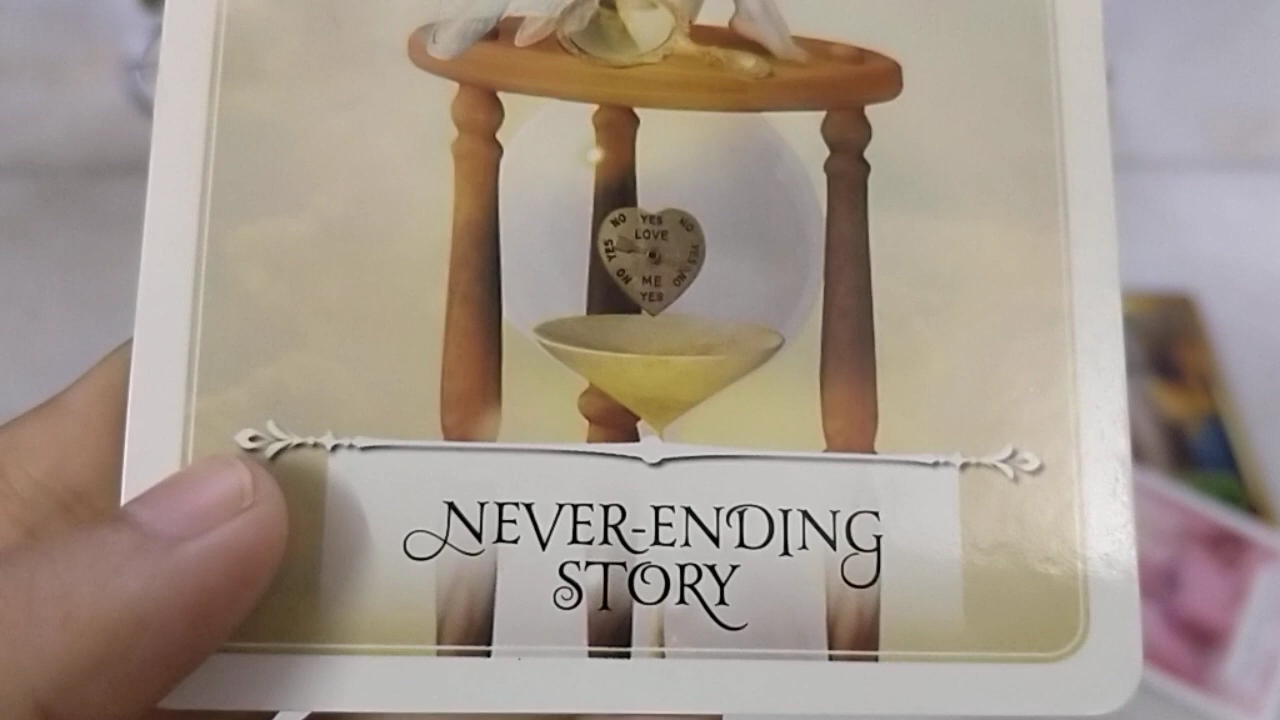 NO YES NO
LOVE
YES YES
NO ME NO
YES
NEVER-ENDING
STORY